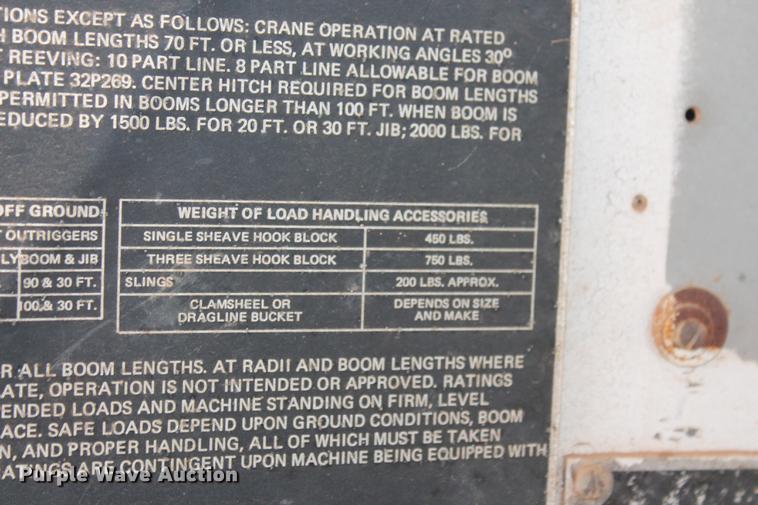 TIONS EXCEPT AS FOLLOWS: CRANE OPERATION AT RATED
H BOOM LENGTHS 70 FT. OR LESS, AT WORKING ANGLES 30º
REEVING: 10 PART LINE. 8 PART LINE ALLOWABLE FOR BOOM
PLATE 32P269. CENTER HITCH REQUIRED FOR BOOM LENGTHS
PERMITTED IN BOOMS LONGER THAN 100 FT. WHEN BOOM IS
EDUCED BY 1500 LBS. FOR 20 FT. OR 30 FT. JIB; 2000 LBS. FOR
OFF GROUND
T OUTRIGGERS
LY BOOM & JIB
90 & 30 FT.
100 & 30 FT.
WEIGHT OF LOAD HANDLING ACCESSORIES
SINGLE SHEAVE HOOK BLOCK 450 LBS.
THREE SHEAVE HOOK BLOCK 750 LBS.
SLINGS 200 LBS. APPROX.
CLAMSHEEL OR DEPENDS ON SIZE
DRAGLINE BUCKET AND MAKE
R ALL BOOM LENGTHS. AT RADII AND BOOM LENGTHS WHERE
ATE, OPERATION IS NOT INTENDED OR APPROVED. RATINGS
PENDED LOADS AND MACHINE STANDING ON FIRM, LEVEL
ACE. SAFE LOADS DEPEND UPON GROUND CONDITIONS, BOOM
N, AND PROPER HANDLING, ALL OF WHICH MUST BE TAKEN
RATINGS ARE CONTINGENT UPON MACHINE BEING EQUIPPED WITH
Purple Wave Auction